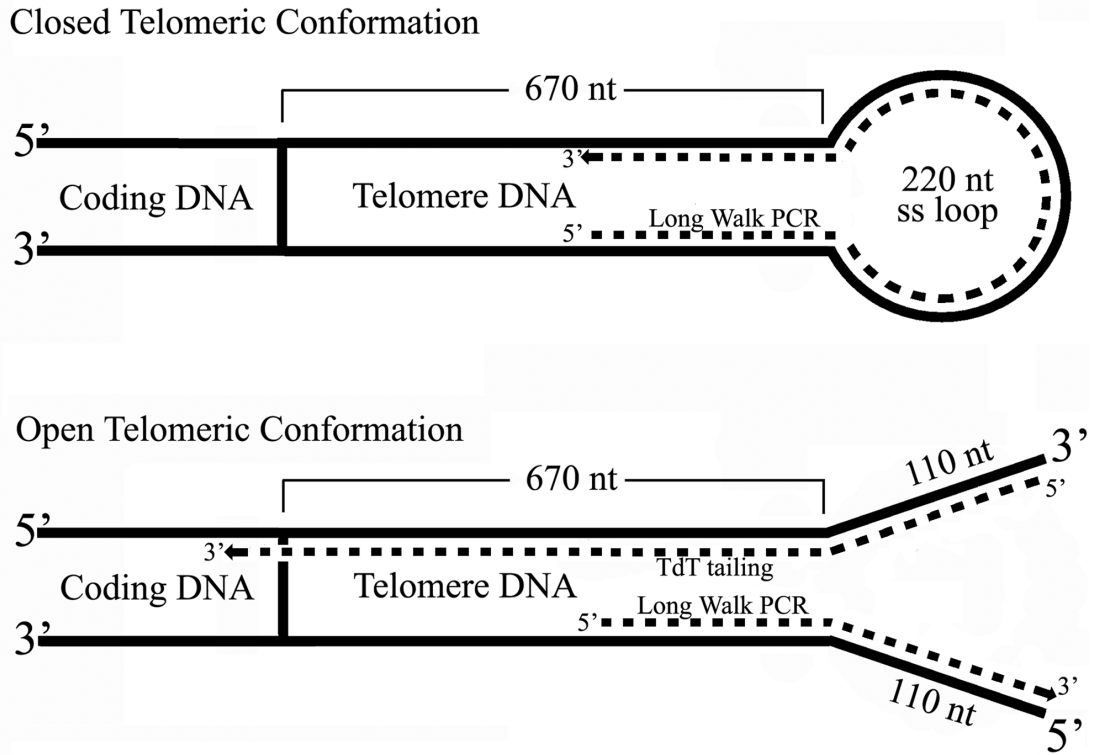 Closed Telomeric Conformation
670 nt
5’
3’
Coding DNA
Telomere DNA
220 nt
ss loop
Long Walk PCR
5’
3’
Open Telomeric Conformation
3’
110 nt
670 nt
5’
5’
3’
TdT tailing
Coding DNA
Telomere DNA
Long Walk PCR
5’
3’
3’
110 nt
5’